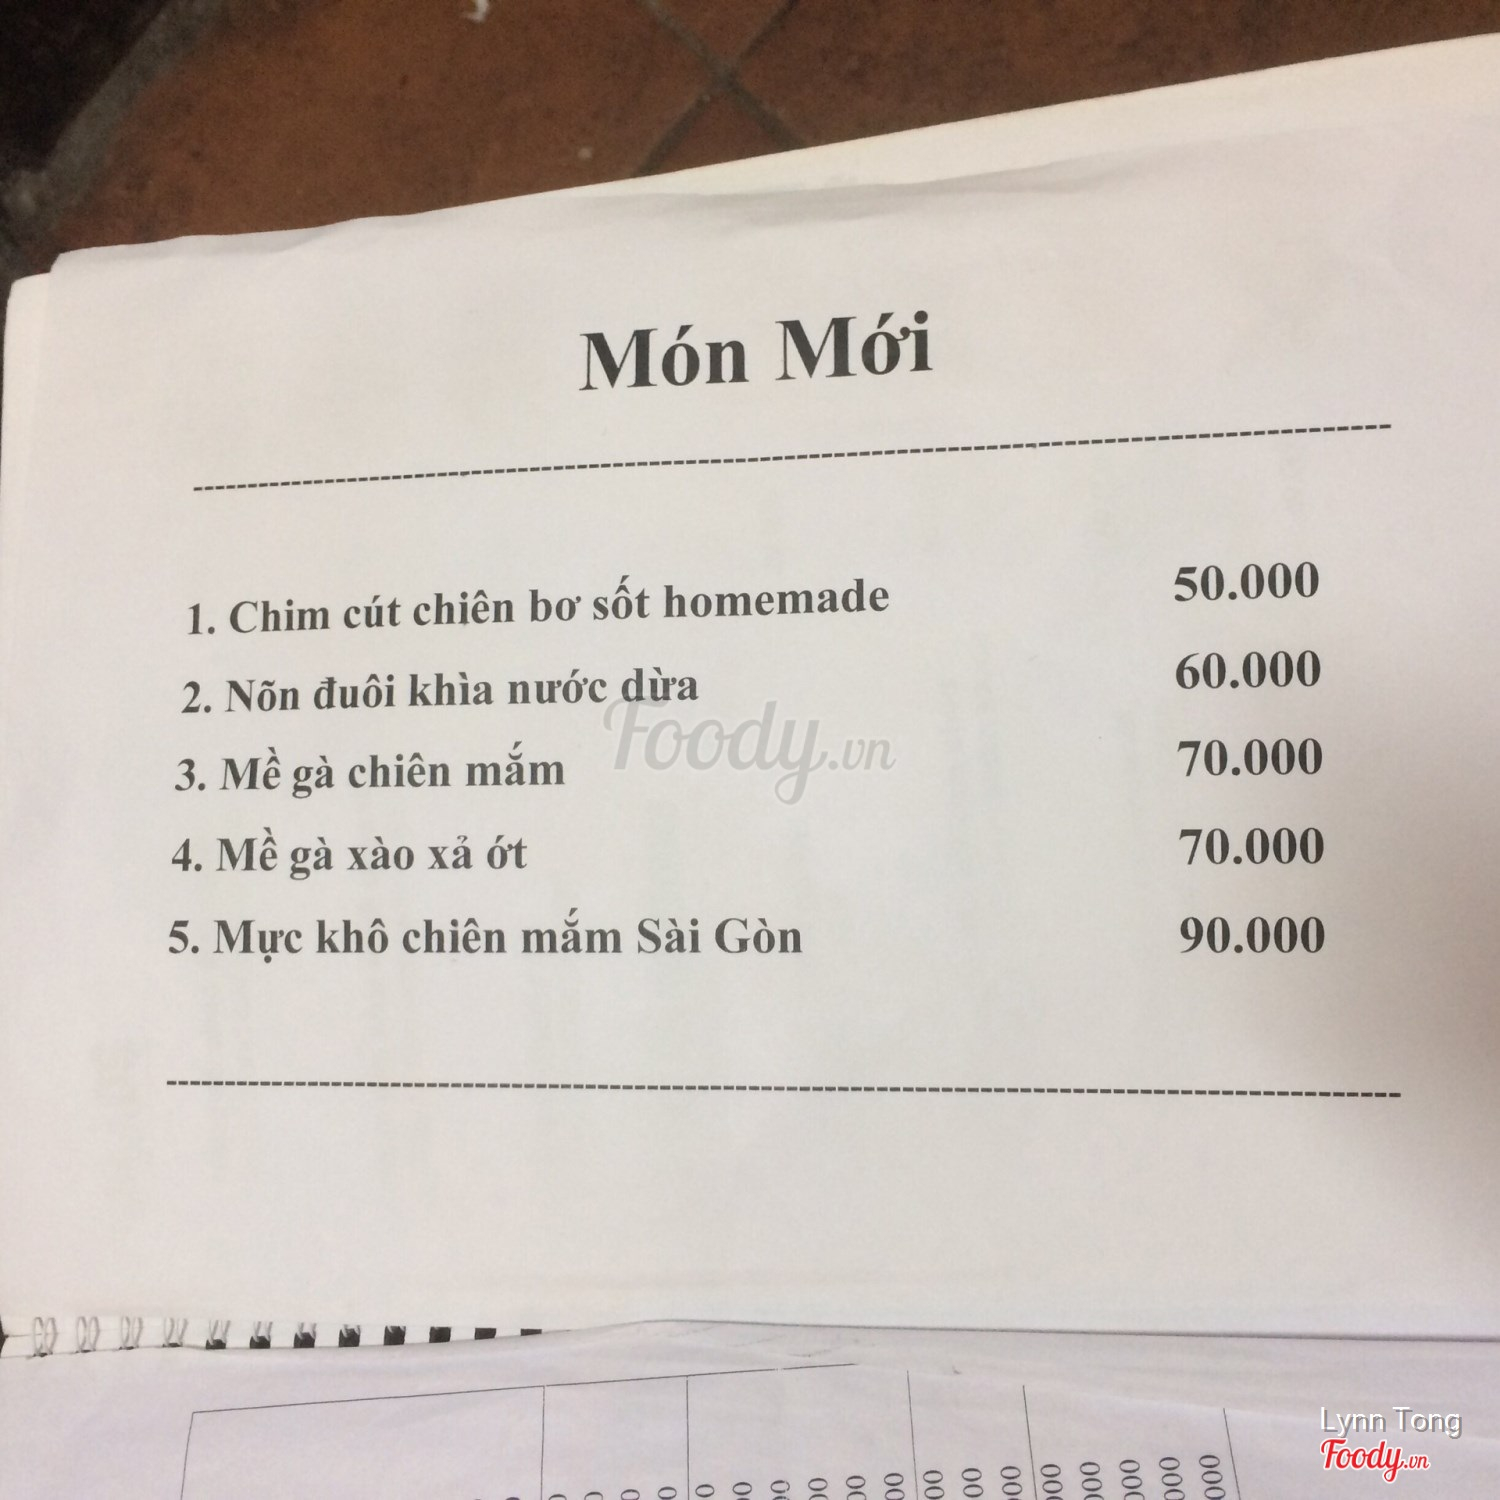 Món Mới
1. Chim cút chiên bơ sốt homemade 50.000
2. Nõn đuôi khìa nước dừa 60.000
3. Mề gà chiên mắm 70.000
4. Mề gà xào xả ớt 70.000
5. Mực khô chiên mắm Sài Gòn 90.000
Foody.vn
Lynn Tong
Foody.vn